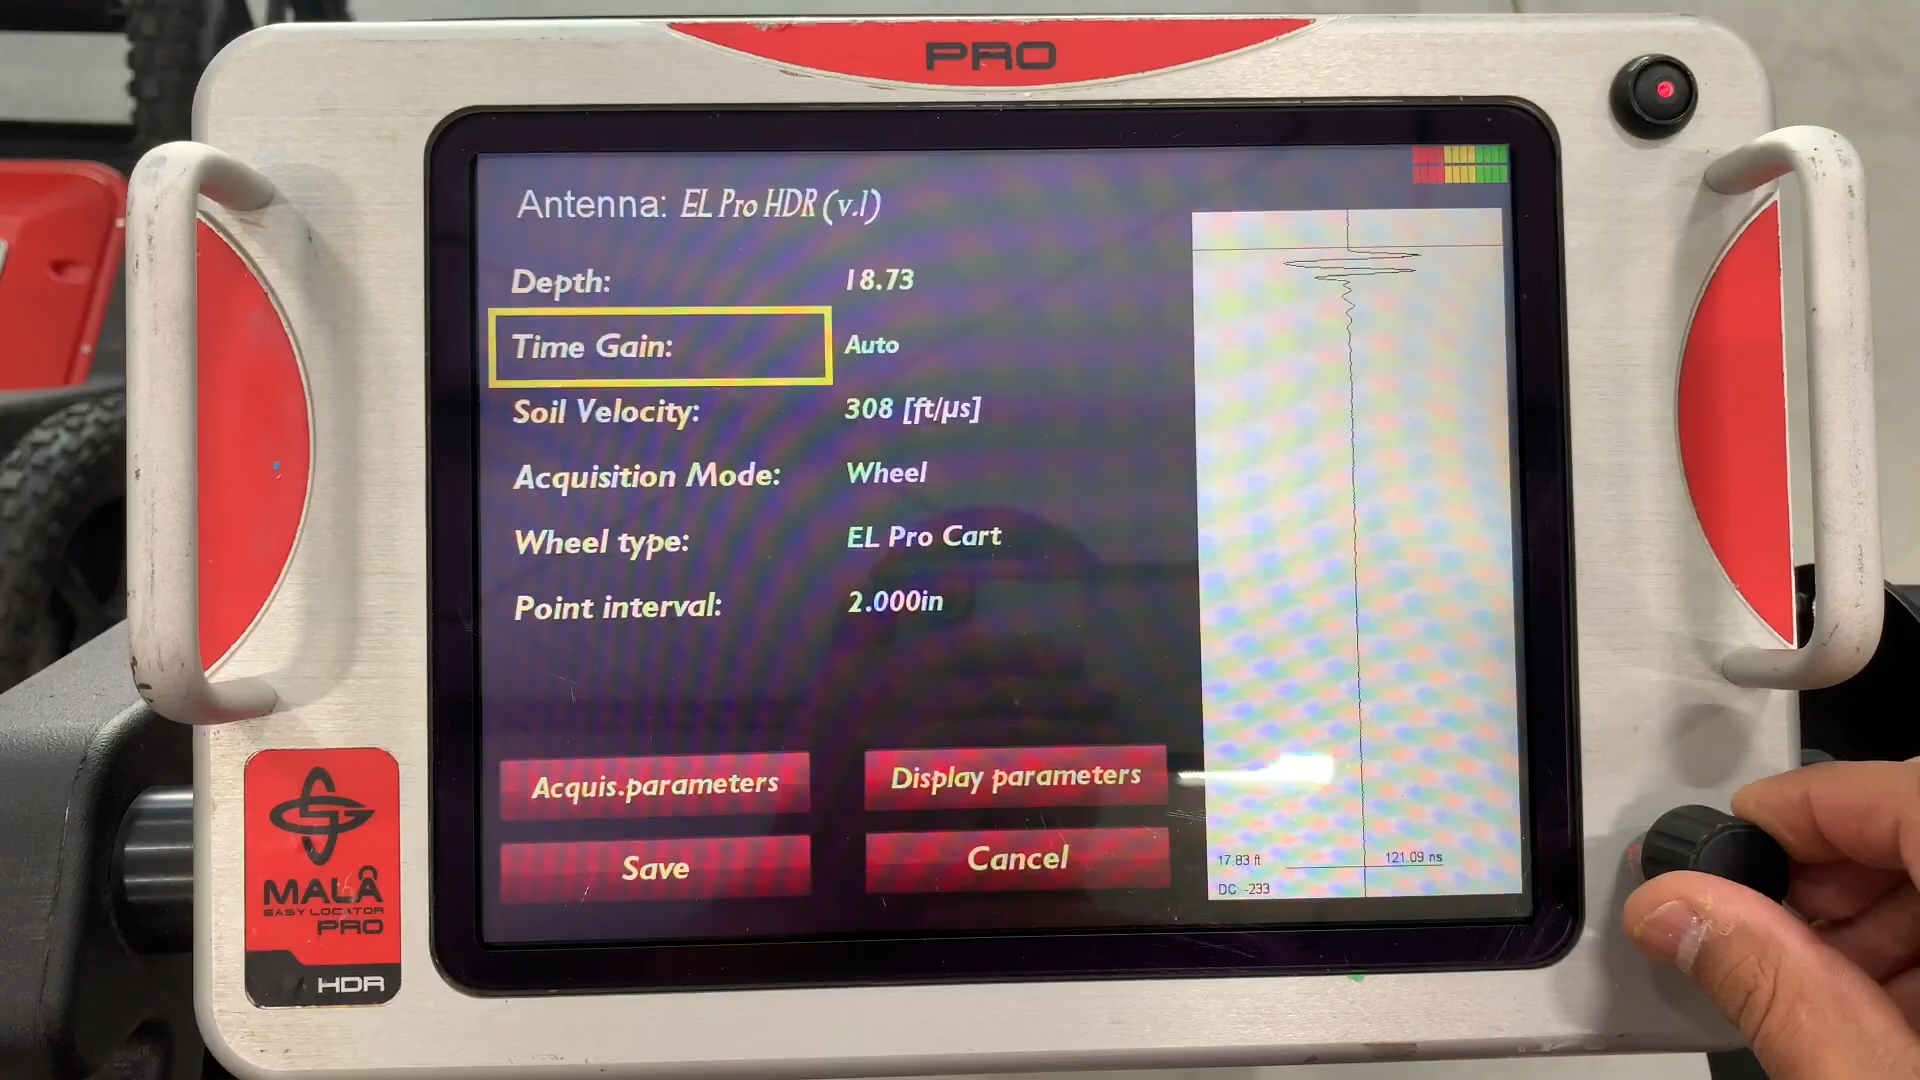 PRO
Antenna: EL Pro HDR (v.1)
Depth: 18.73
Time Gain: Auto
Soil Velocity: 308 [ft/µs]
Acquisition Mode: Wheel
Wheel type: EL Pro Cart
Point interval: 2.000in
Acquis.parameters Display parameters
Save Cancel
17.83 ft 121.09 ns
DC: -233
MALÅ
EASY LOCATOR
PRO
HDR